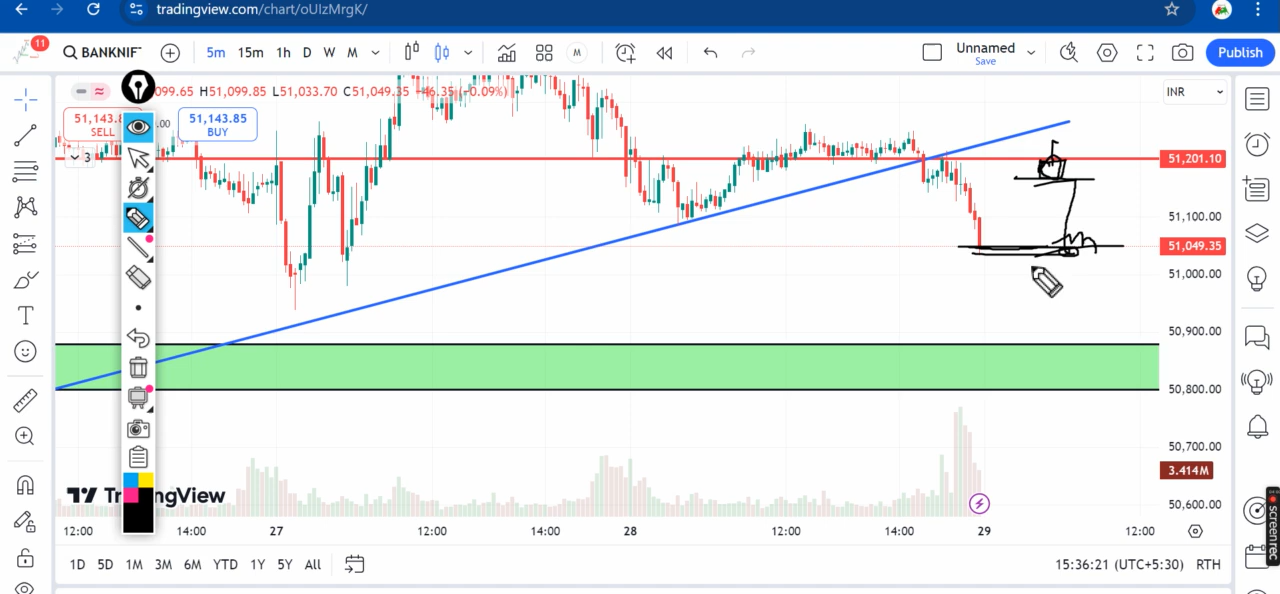 tradingview.com/chart/oUIzMrgK/
11
BANKNIF
5m 15m 1h D W M
M
Unnamed
Save
Publish
099.65 H51,099.85 L51,033.70 C51,049.35 −46.35 (−0.09%)
INR
SELL
.00
51,143.85
BUY
3
51,201.10
51,100.00
51,049.35
51,000.00
50,900.00
50,800.00
50,700.00
3.414M
50,600.00
TradingView
12:00 14:00 27 12:00 14:00 28 12:00 14:00 29 12:00
1D 5D 1M 3M 6M YTD 1Y 5Y All
15:36:21 (UTC+5:30) RTH
screenrec